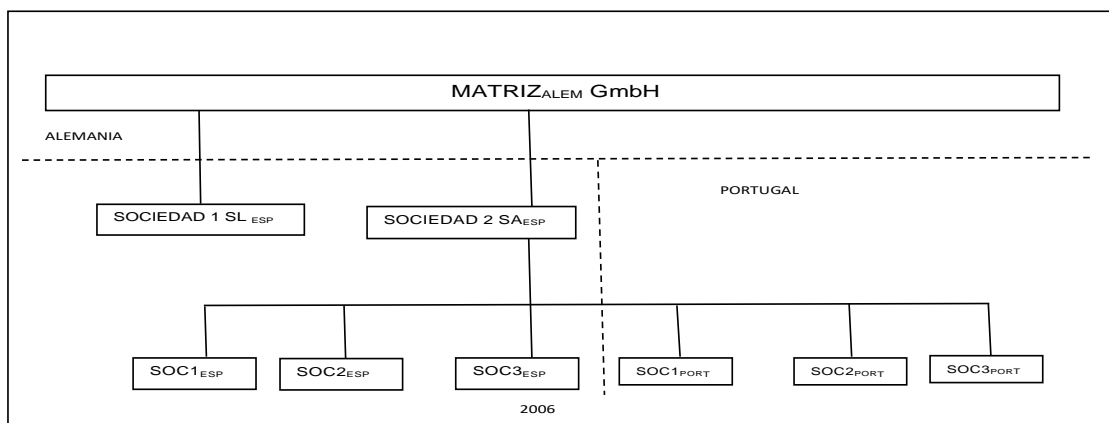 MATRIZALEM GmbH
ALEMANIA
PORTUGAL
SOCIEDAD 1 SL ESP
SOCIEDAD 2 SAESP
SOC1ESP
SOC2ESP
SOC3ESP
SOC1PORT
SOC2PORT
SOC3PORT
2006